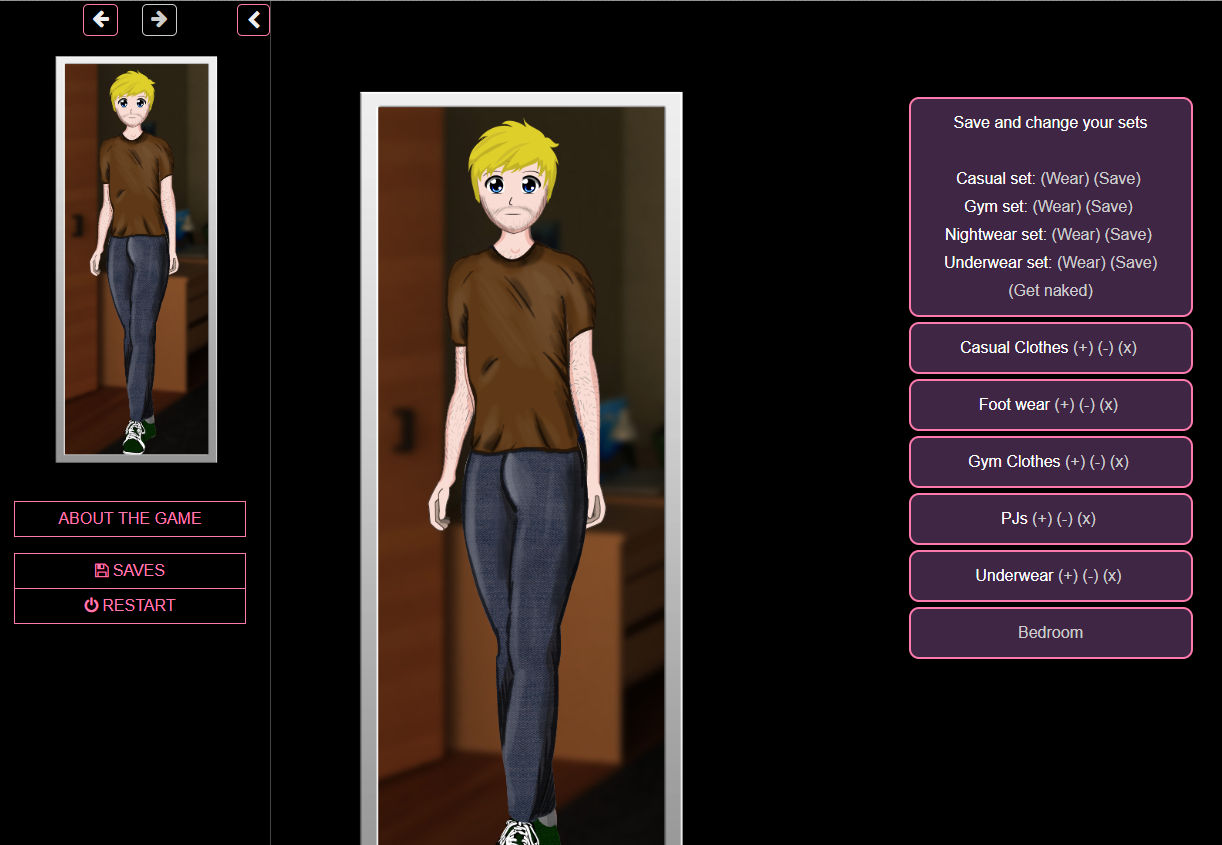 ABOUT THE GAME
SAVES
RESTART
Save and change your sets
Casual set: (Wear) (Save)
Gym set: (Wear) (Save)
Nightwear set: (Wear) (Save)
Underwear set: (Wear) (Save)
(Get naked)
Casual Clothes (+) (-) (x)
Foot wear (+) (-) (x)
Gym Clothes (+) (-) (x)
PJs (+) (-) (x)
Underwear (+) (-) (x)
Bedroom